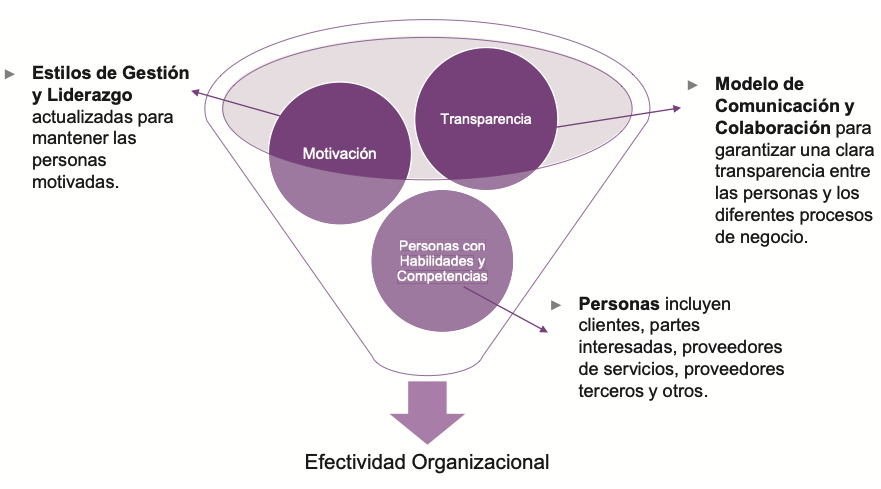 ► Estilos de Gestión
y Liderazgo
actualizadas para
mantener las
personas
motivadas.
Motivación
Transparencia
► Modelo de
Comunicación y
Colaboración para
garantizar una clara
transparencia entre
las personas y los
diferentes procesos
de negocio.
Personas con
Habilidades y
Competencias
► Personas incluyen
clientes, partes
interesadas, proveedores
de servicios, proveedores
terceros y otros.
Efectividad Organizacional